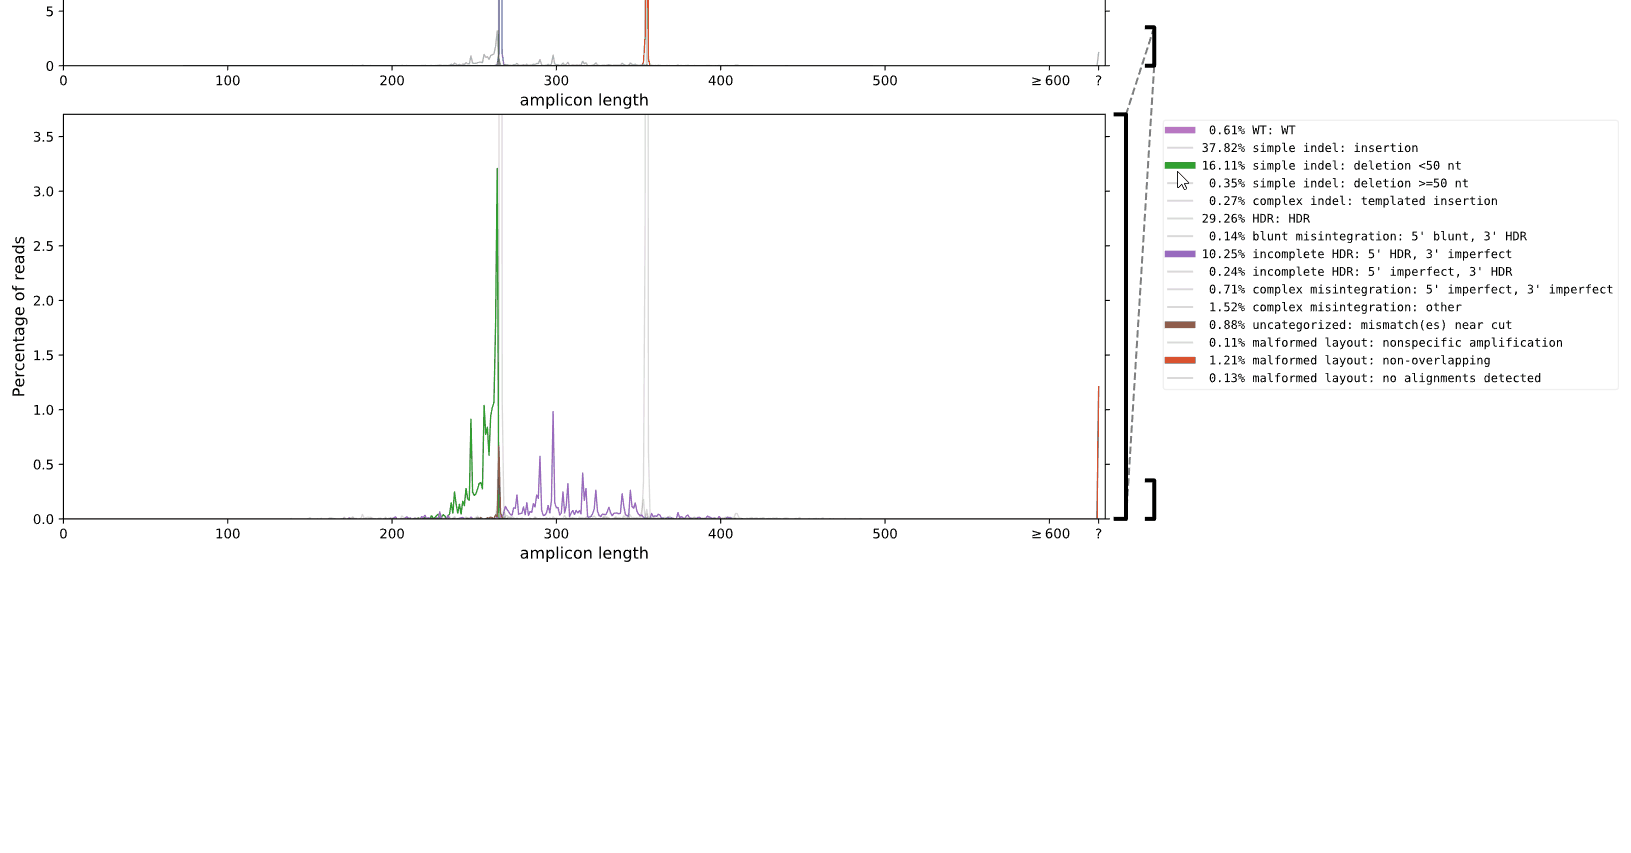 5
0
0 100 200 300 400 500 ≥600 ?
amplicon length
3.5
3.0
2.5
2.0
1.5
1.0
0.5
0.0
Percentage of reads
0 100 200 300 400 500 ≥600 ?
amplicon length
0.61% WT: WT
37.82% simple indel: insertion
16.11% simple indel: deletion <50 nt
0.35% simple indel: deletion >=50 nt
0.27% complex indel: templated insertion
29.26% HDR: HDR
0.14% blunt misintegration: 5' blunt, 3' HDR
10.25% incomplete HDR: 5' HDR, 3' imperfect
0.24% incomplete HDR: 5' imperfect, 3' HDR
0.71% complex misintegration: 5' imperfect, 3' imperfect
1.52% complex misintegration: other
0.88% uncategorized: mismatch(es) near cut
0.11% malformed layout: nonspecific amplification
1.21% malformed layout: non-overlapping
0.13% malformed layout: no alignments detected